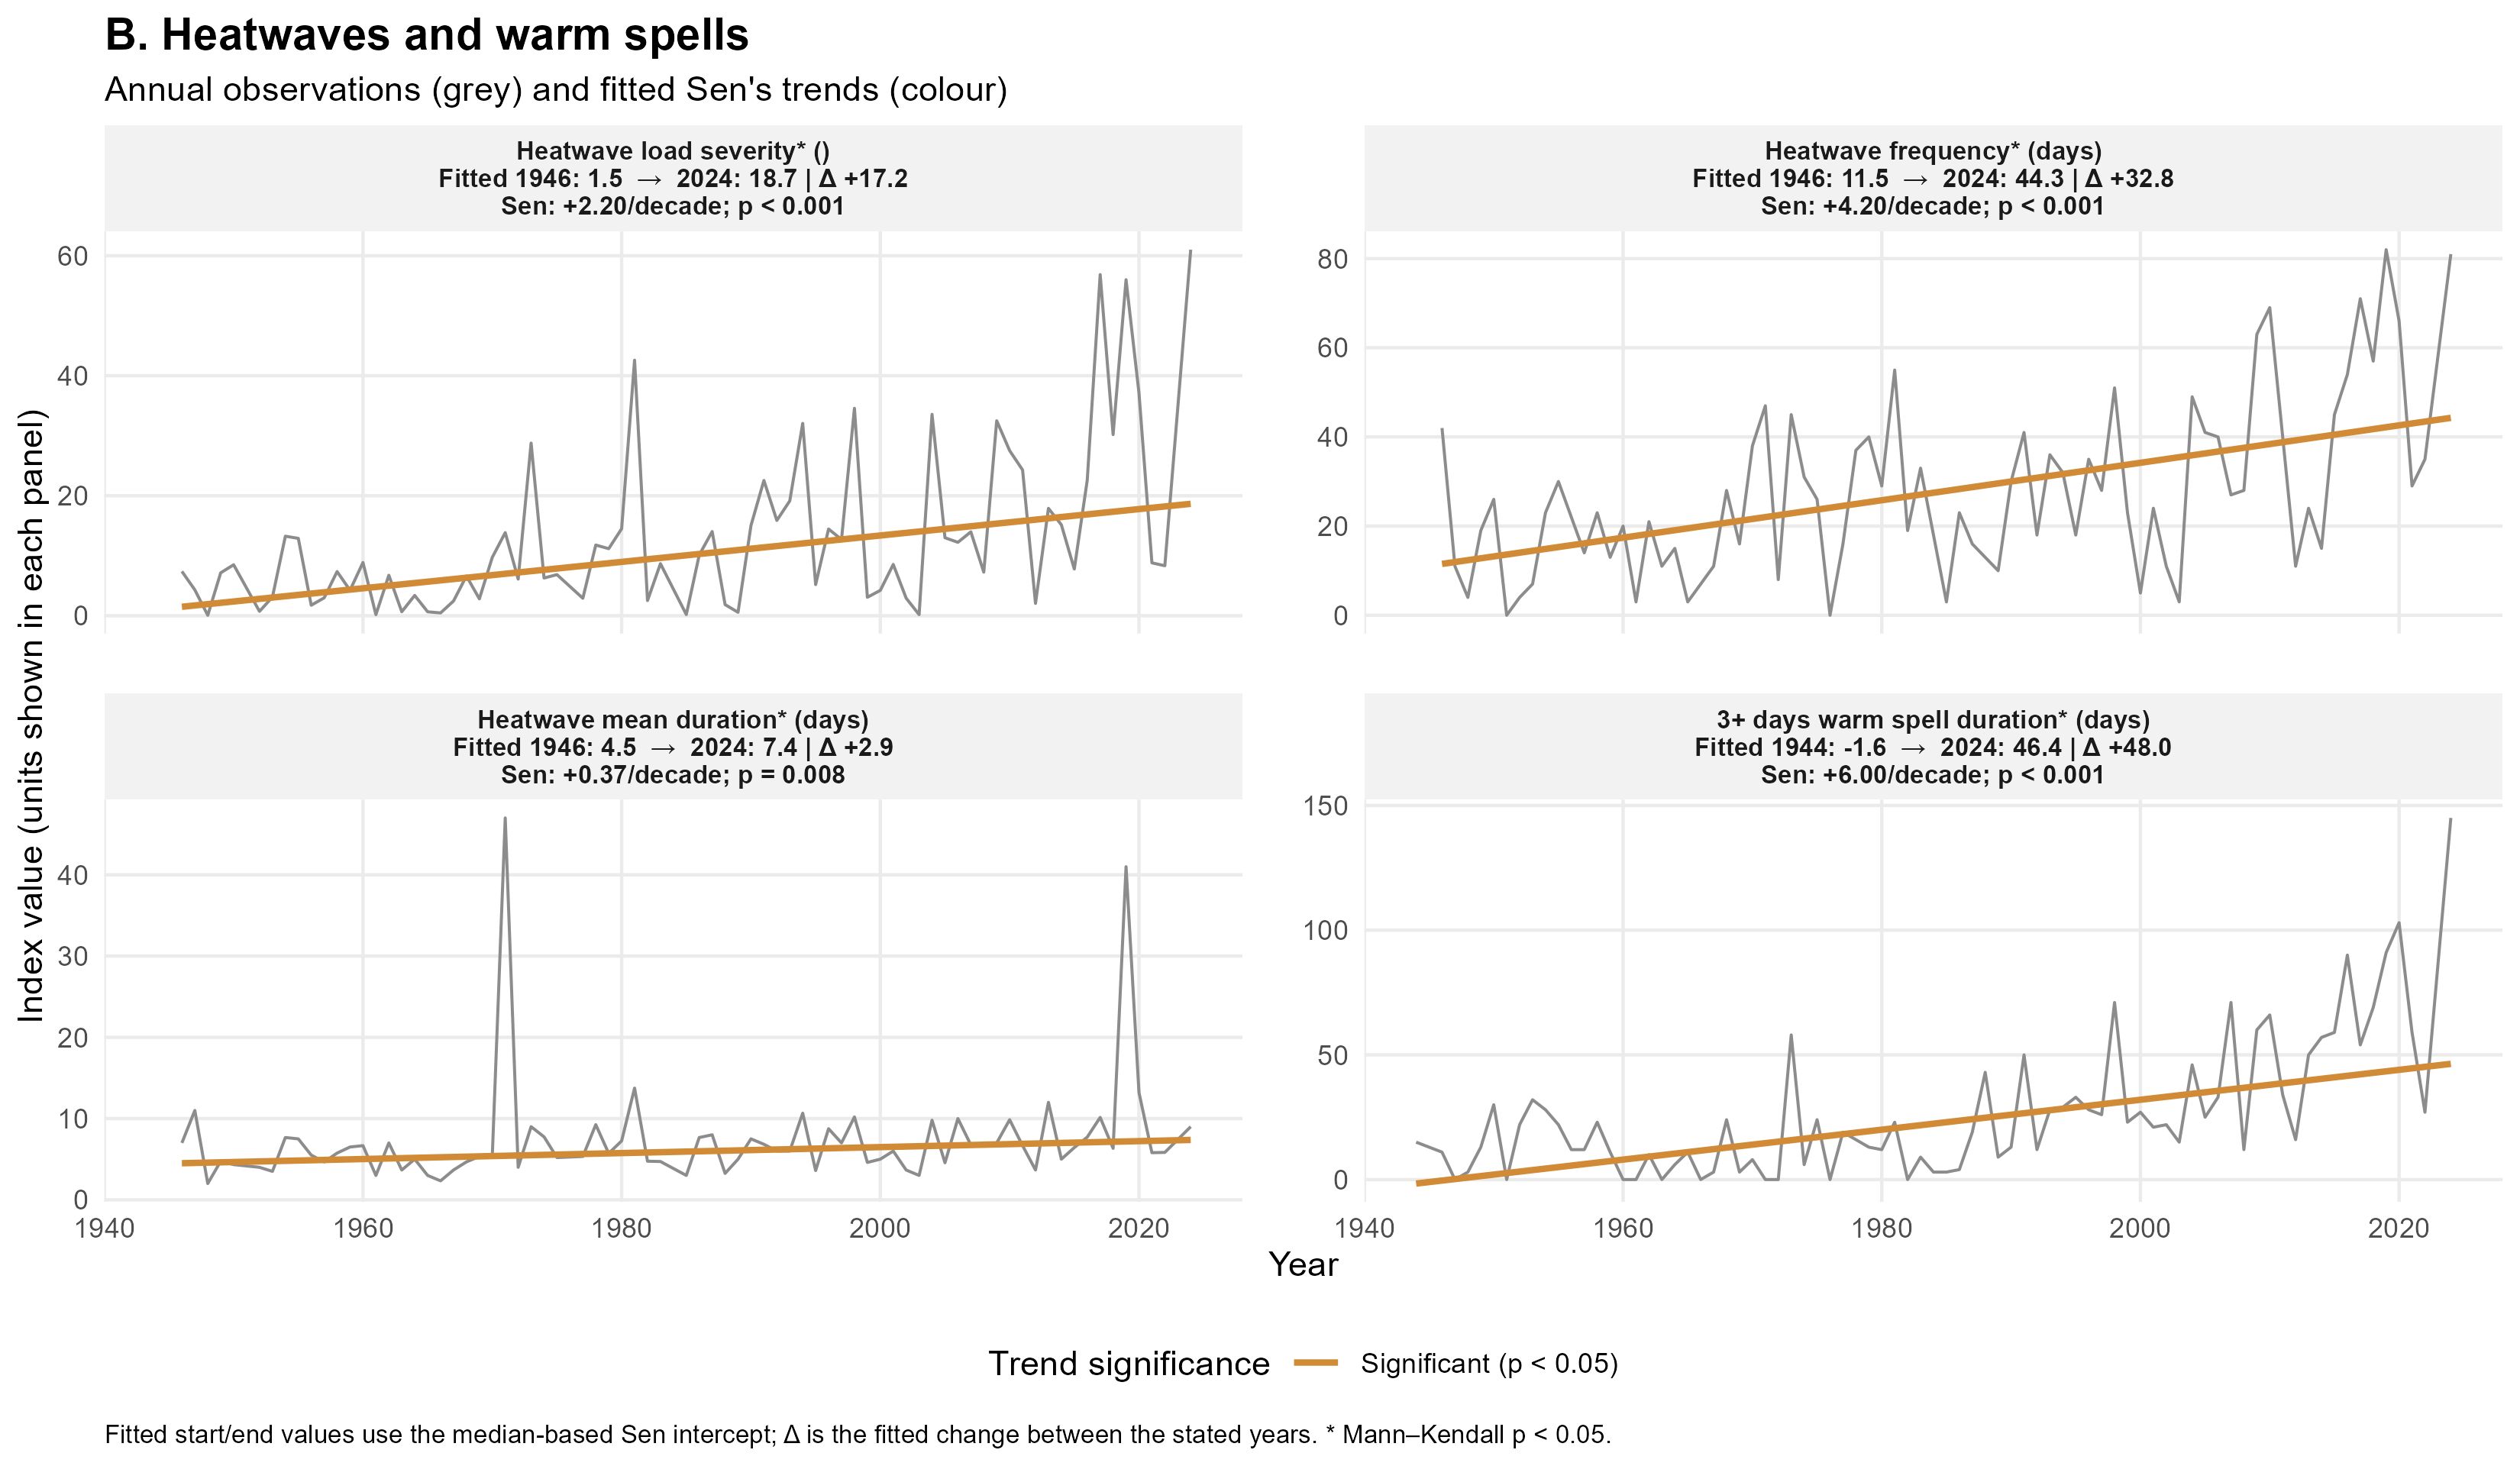 B. Heatwaves and warm spells
Annual observations (grey) and fitted Sen's trends (colour)
Index value (units shown in each panel)
Heatwave load severity* ()
Fitted 1946: 1.5 → 2024: 18.7 | Δ +17.2
Sen: +2.20/decade; p < 0.001
60
40
20
0
Heatwave frequency* (days)
Fitted 1946: 11.5 → 2024: 44.3 | Δ +32.8
Sen: +4.20/decade; p < 0.001
80
60
40
20
0
Heatwave mean duration* (days)
Fitted 1946: 4.5 → 2024: 7.4 | Δ +2.9
Sen: +0.37/decade; p = 0.008
40
30
20
10
0
1940 1960 1980 2000 2020
3+ days warm spell duration* (days)
Fitted 1944: -1.6 → 2024: 46.4 | Δ +48.0
Sen: +6.00/decade; p < 0.001
150
100
50
0
1940 1960 1980 2000 2020
Year
Trend significance Significant (p < 0.05)
Fitted start/end values use the median-based Sen intercept; Δ is the fitted change between the stated years. * Mann–Kendall p < 0.05.